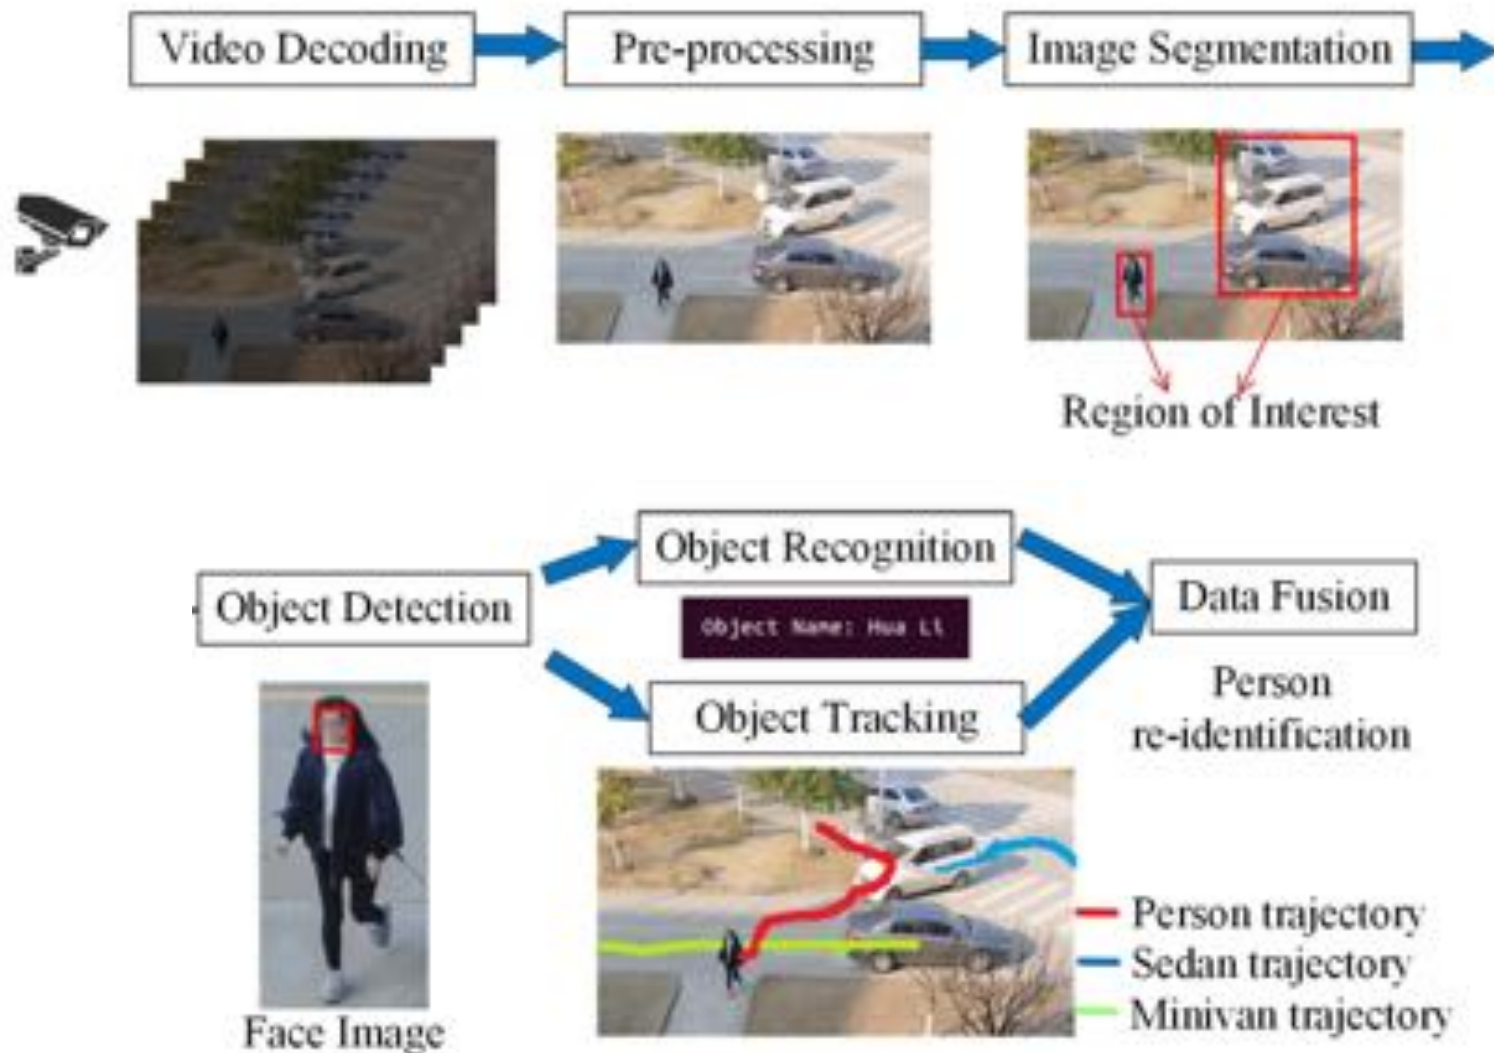 Video Decoding
Pre-processing
Image Segmentation
Region of Interest
Object Detection
Object Recognition
Object Name: Hua Li
Object Tracking
Data Fusion
Person
re-identification
Face Image
Person trajectory
Sedan trajectory
Minivan trajectory